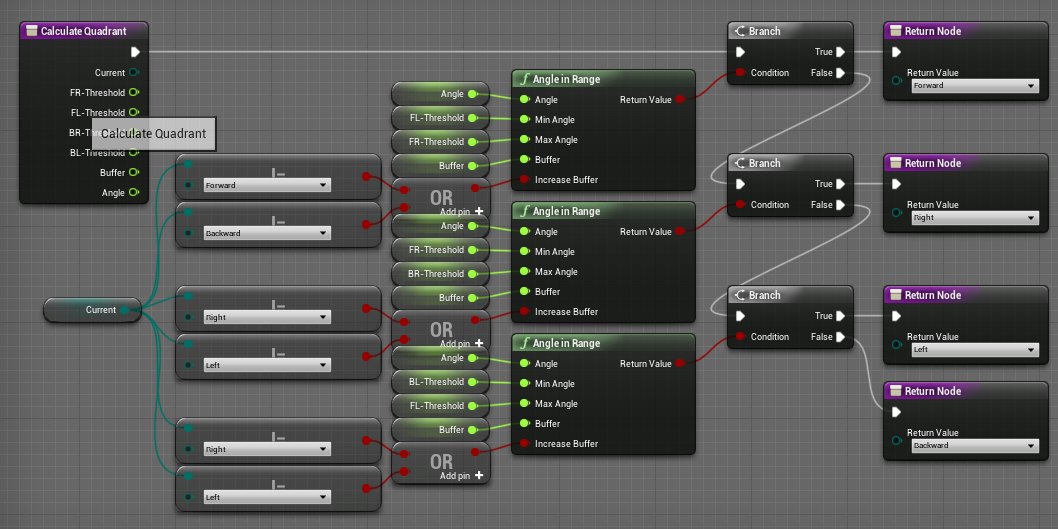 Calculate Quadrant
Current
FR-Threshold
FL-Threshold
BL-Threshold
Buffer
Angle
Calculate Quadrant
Current
!=
Forward
!=
Backward
!=
Right
!=
Left
!=
Right
!=
Left
Angle
FL-Threshold
FR-Threshold
Buffer
OR
Add pin +
Angle
FR-Threshold
BR-Threshold
Buffer
OR
Add pin +
Angle
BL-Threshold
FL-Threshold
Buffer
OR
Add pin +
f Angle in Range
Angle Return Value
Min Angle
Max Angle
Buffer
Increase Buffer
f Angle in Range
Angle Return Value
Min Angle
Max Angle
Buffer
Increase Buffer
f Angle in Range
Angle Return Value
Min Angle
Max Angle
Buffer
Increase Buffer
Branch
True
Condition False
Branch
True
Condition False
Branch
True
Condition False
Return Node
Return Value
Forward
Return Node
Return Value
Right
Return Node
Return Value
Left
Return Node
Return Value
Backward